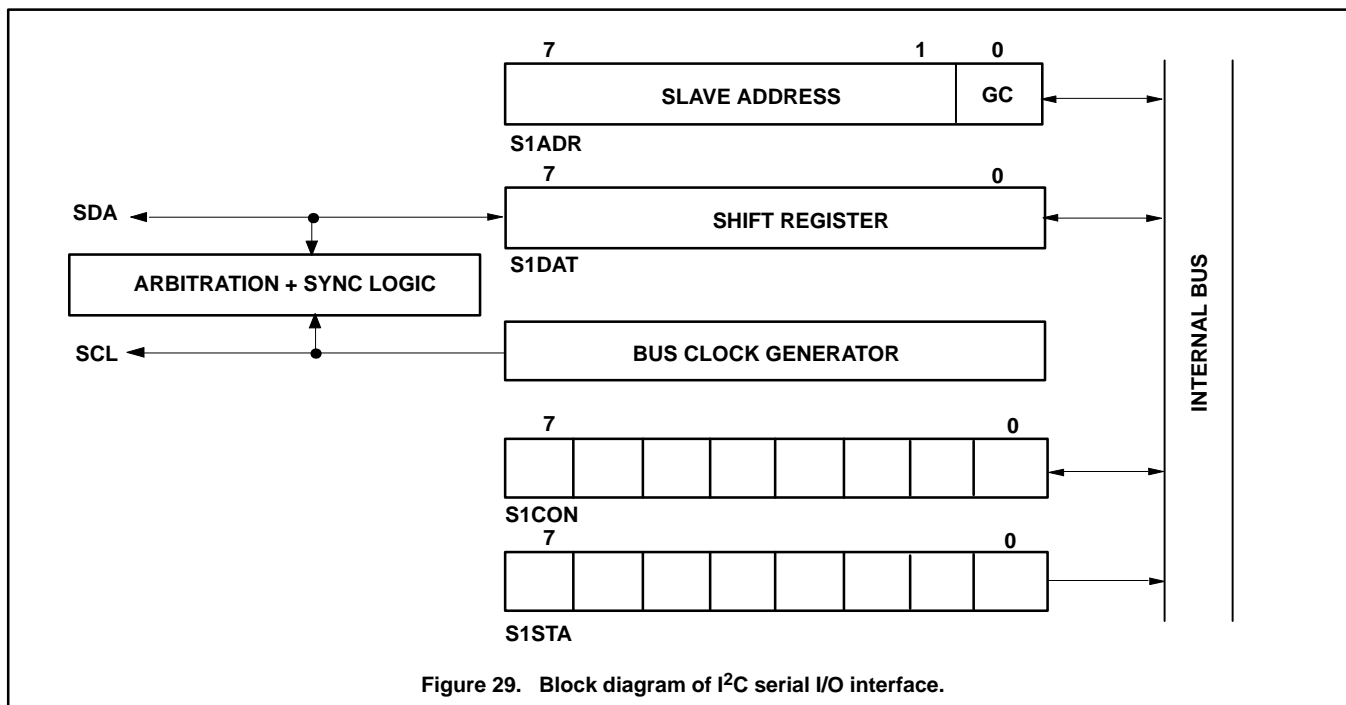 7 1 0
SLAVE ADDRESS GC
S1ADR
7 0
SDA
SHIFT REGISTER
S1DAT
ARBITRATION + SYNC LOGIC
SCL
BUS CLOCK GENERATOR
INTERNAL BUS
7 0
S1CON
7 0
S1STA
Figure 29. Block diagram of I²C serial I/O interface.